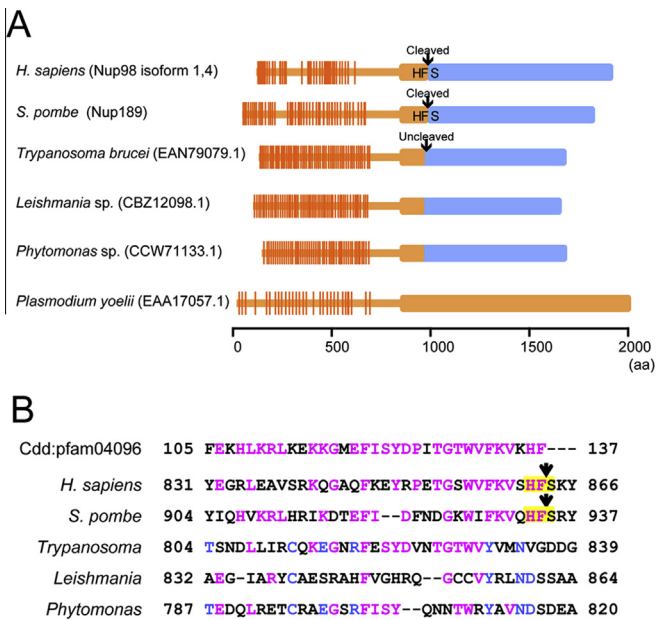 A
Cleaved
H. sapiens (Nup98 isoform 1,4)
HF S
Cleaved
S. pombe (Nup189)
HF S
Uncleaved
Trypanosoma brucei (EAN79079.1)
Leishmania sp. (CBZ12098.1)
Phytomonas sp. (CCW71133.1)
Plasmodium yoelii (EAA17057.1)
0 500 1000 1500 2000
(aa)
B
Cdd:pfam04096 105 FEKHLKRLKEKKGMEFISYDPITGTWVFKVKHF--- 137
H. sapiens 831 YEGRLEAVSRKQGAQFKEYRPETGSWVFKVSHFSKY 866
S. pombe 904 YIQHVKRLHRIKDTEFI--DFNDGKWIFKVQHFSRY 937
Trypanosoma 804 TSNDLLIRCQKEGNRFESYDVNTGTWVYVMNVGDDG 839
Leishmania 832 AEG-IARYCAESRAHFVGHRQ--GCCVYRLNDSSAA 864
Phytomonas 787 TEDQLRETCRAEGSRFISY--QNNTWRYAVNDSDEA 820